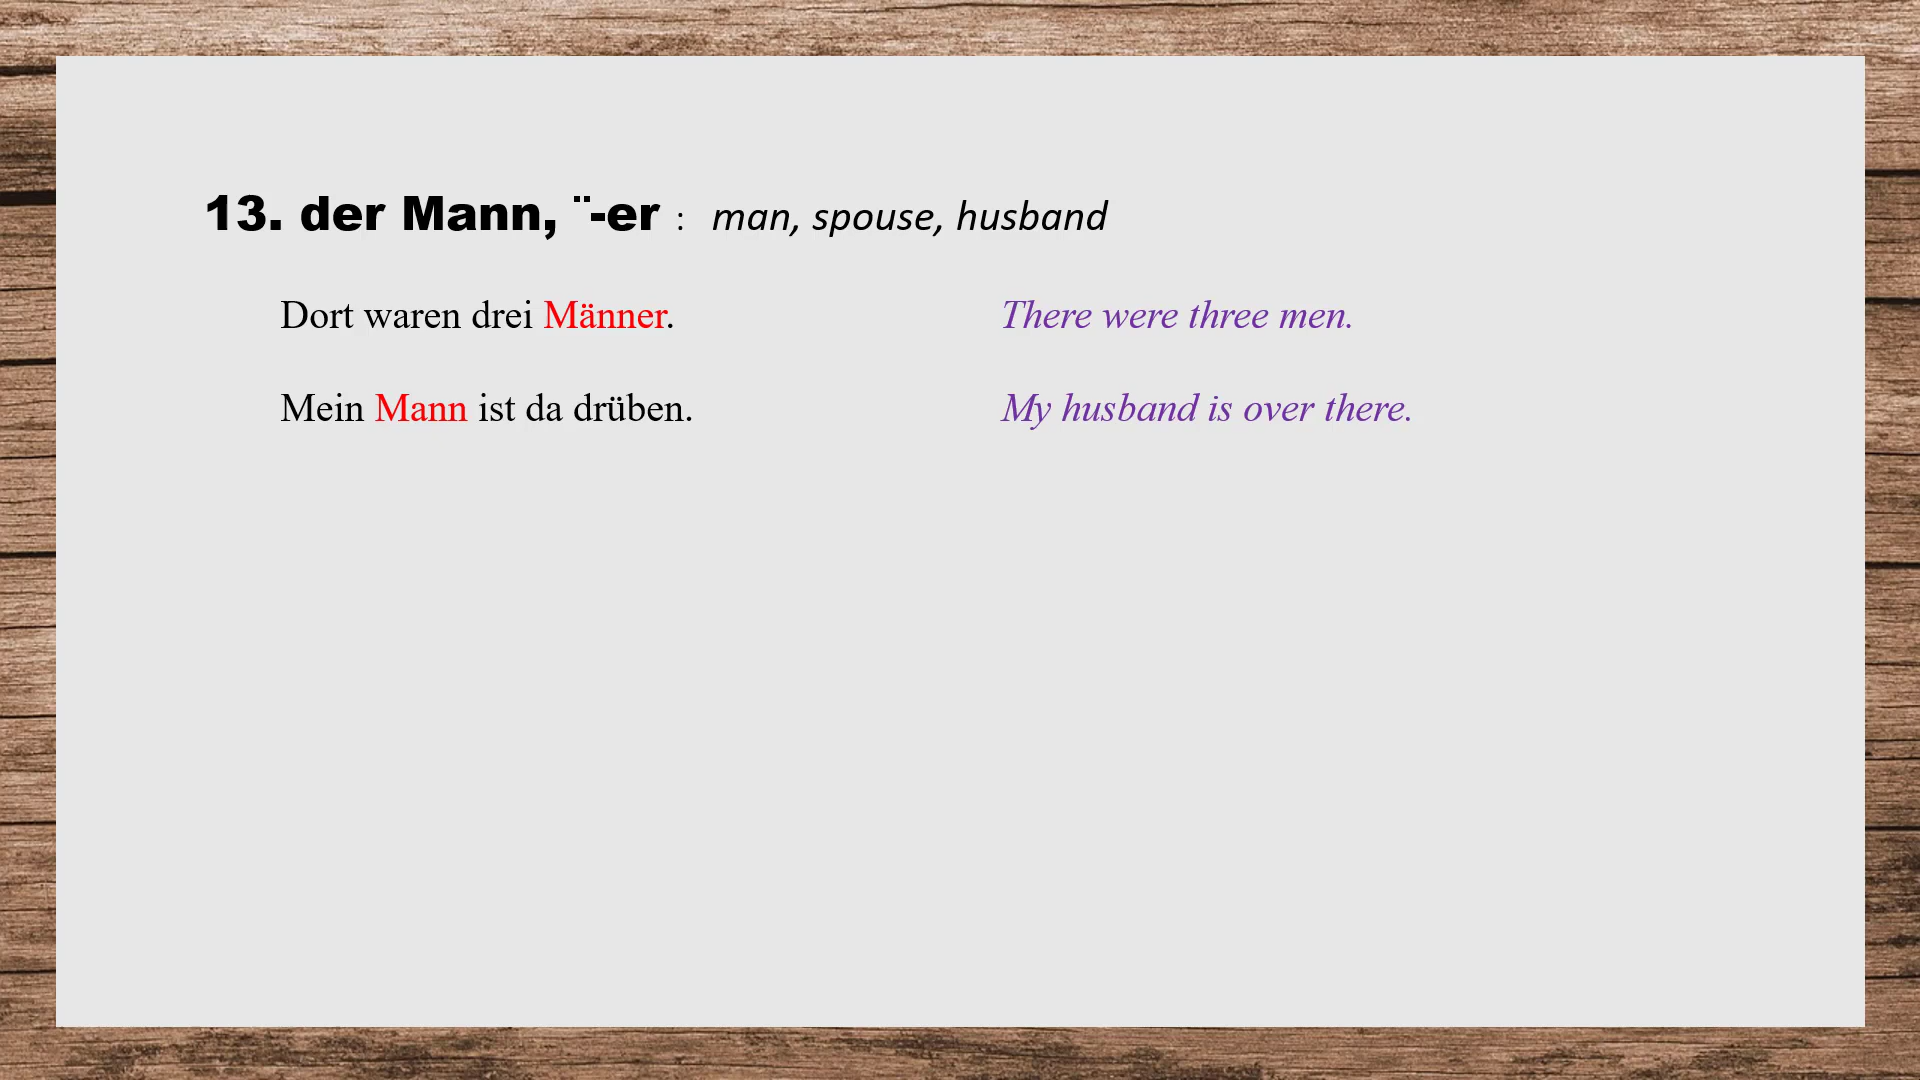 13. der Mann, ¨-er : man, spouse, husband
Dort waren drei Männer. There were three men.
Mein Mann ist da drüben. My husband is over there.